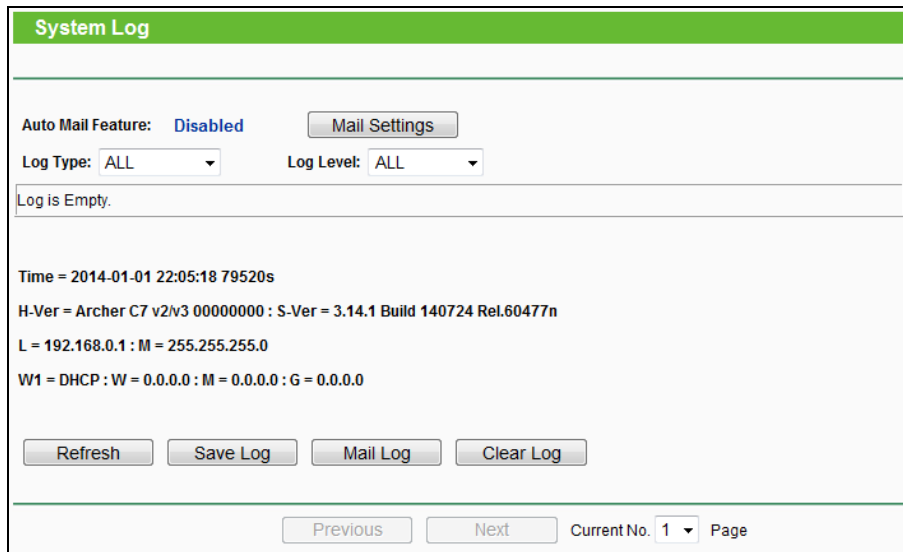 System Log
Auto Mail Feature: Disabled Mail Settings
Log Type: ALL Log Level: ALL
Log is Empty.
Time = 2014-01-01 22:05:18 79520s
H-Ver = Archer C7 v2/v3 00000000 : S-Ver = 3.14.1 Build 140724 Rel.60477n
L = 192.168.0.1 : M = 255.255.255.0
W1 = DHCP : W = 0.0.0.0 : M = 0.0.0.0 : G = 0.0.0.0
Refresh Save Log Mail Log Clear Log
Previous Next Current No. 1 Page